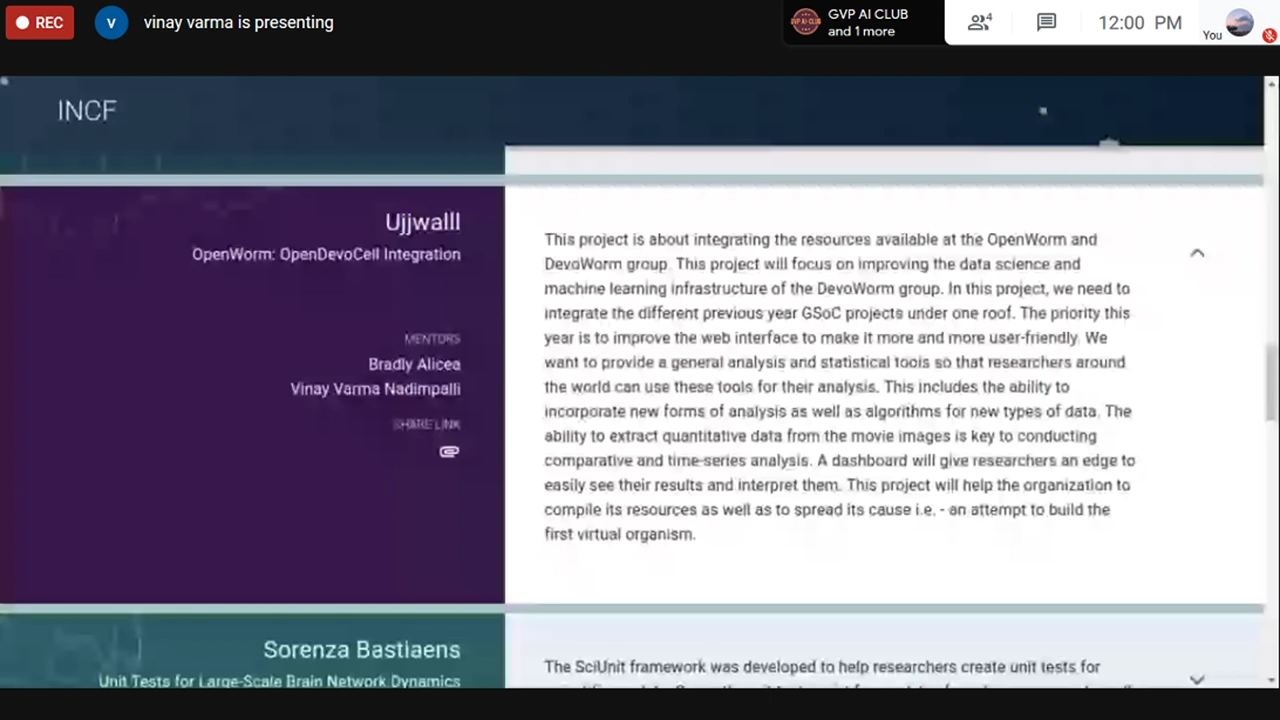 REC
v
vinay varma is presenting
GVP AI CLUB
GVP AI CLUB
and 1 more
4
12:00 PM
You
INCF
Ujjwalll
OpenWorm: OpenDevoCell Integration
MENTORS
Bradly Alicea
Vinay Varma Nadimpalli
SHARE LINK
This project is about integrating the resources available at the OpenWorm and
DevoWorm group. This project will focus on improving the data science and
machine learning infrastructure of the DevoWorm group. In this project, we need to
integrate the different previous year GSoC projects under one roof. The priority this
year is to improve the web interface to make it more and more user-friendly. We
want to provide a general analysis and statistical tools so that researchers around
the world can use these tools for their analysis. This includes the ability to
incorporate new forms of analysis as well as algorithms for new types of data. The
ability to extract quantitative data from the movie images is key to conducting
comparative and time-series analysis. A dashboard will give researchers an edge to
easily see their results and interpret them. This project will help the organization to
compile its resources as well as to spread its cause i.e. - an attempt to build the
first virtual organism.
Sorenza Bastiaens
Unit Tests for Large-Scale Brain Network Dynamics
The SciUnit framework was developed to help researchers create unit tests for